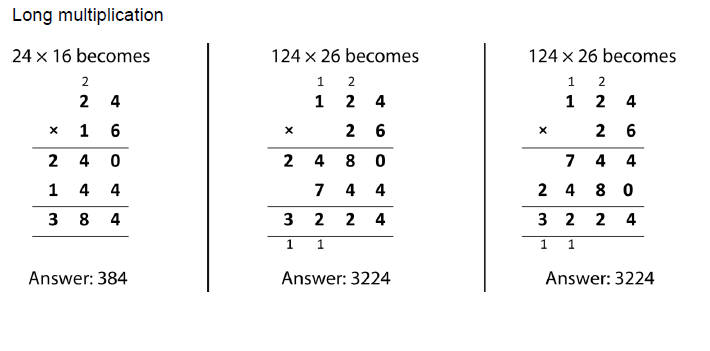 Long multiplication
24 × 16 becomes
2
2 4
× 1 6
2 4 0
1 4 4
3 8 4
Answer: 384
124 × 26 becomes
1 2
1 2 4
× 2 6
2 4 8 0
7 4 4
3 2 2 4
1 1
Answer: 3224
124 × 26 becomes
1 2
1 2 4
× 2 6
7 4 4
2 4 8 0
3 2 2 4
1 1
Answer: 3224